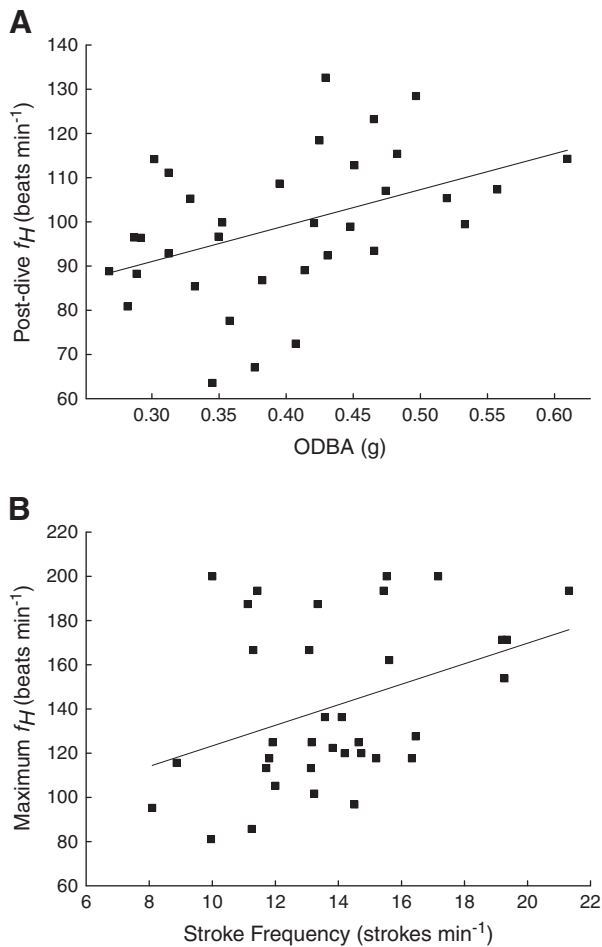 A
140
130
120
110
100
90
80
70
60
Post-dive fH (beats min-1)
0.30 0.35 0.40 0.45 0.50 0.55 0.60
ODBA (g)
B
220
200
180
160
140
120
100
80
60
Maximum fH (beats min-1)
6 8 10 12 14 16 18 20 22
Stroke Frequency (strokes min-1)